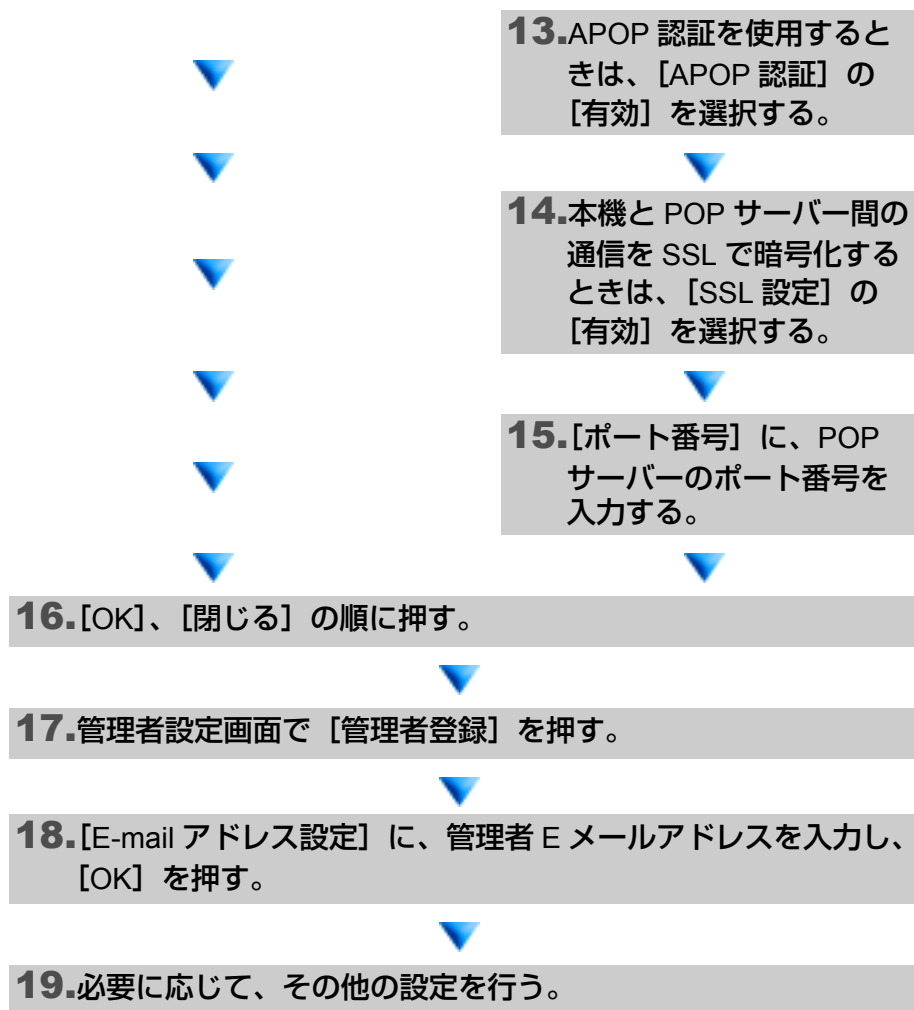 13.APOP 認証を使用すると
きは、［APOP 認証］の
［有効］を選択する。
14.本機と POP サーバー間の
通信を SSL で暗号化する
ときは、［SSL 設定］の
［有効］を選択する。
15.［ポート番号］に、POP
サーバーのポート番号を
入力する。
16.［OK］、［閉じる］の順に押す。
17.管理者設定画面で［管理者登録］を押す。
18.［E-mail アドレス設定］に、管理者 E メールアドレスを入力し、
［OK］を押す。
19.必要に応じて、その他の設定を行う。